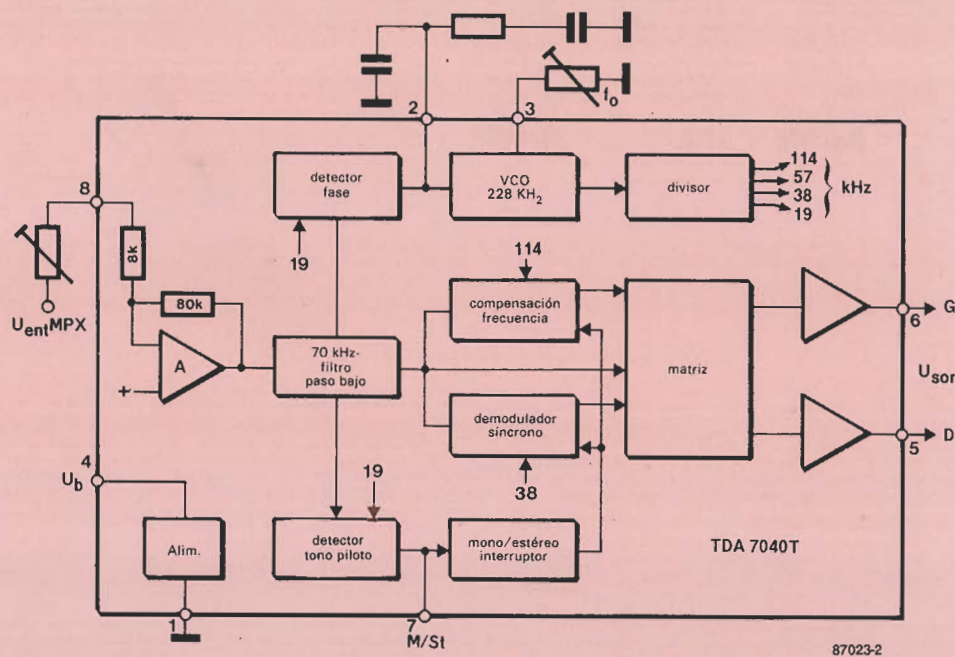 2
3
fo
8
detector
fase
VCO
228 KH2
divisor
114
57
38
19
kHz
19
8k
80k
UentMPX
A
+
114
compensación
frecuencia
70 kHz-
filtro
paso bajo
matriz
6
G
Usor
demodulador
síncrono
5
D
38
4
Ub
19
Alim.
detector
tono piloto
mono/estéreo
interruptor
TDA 7040T
1
7
M/St
87023-2